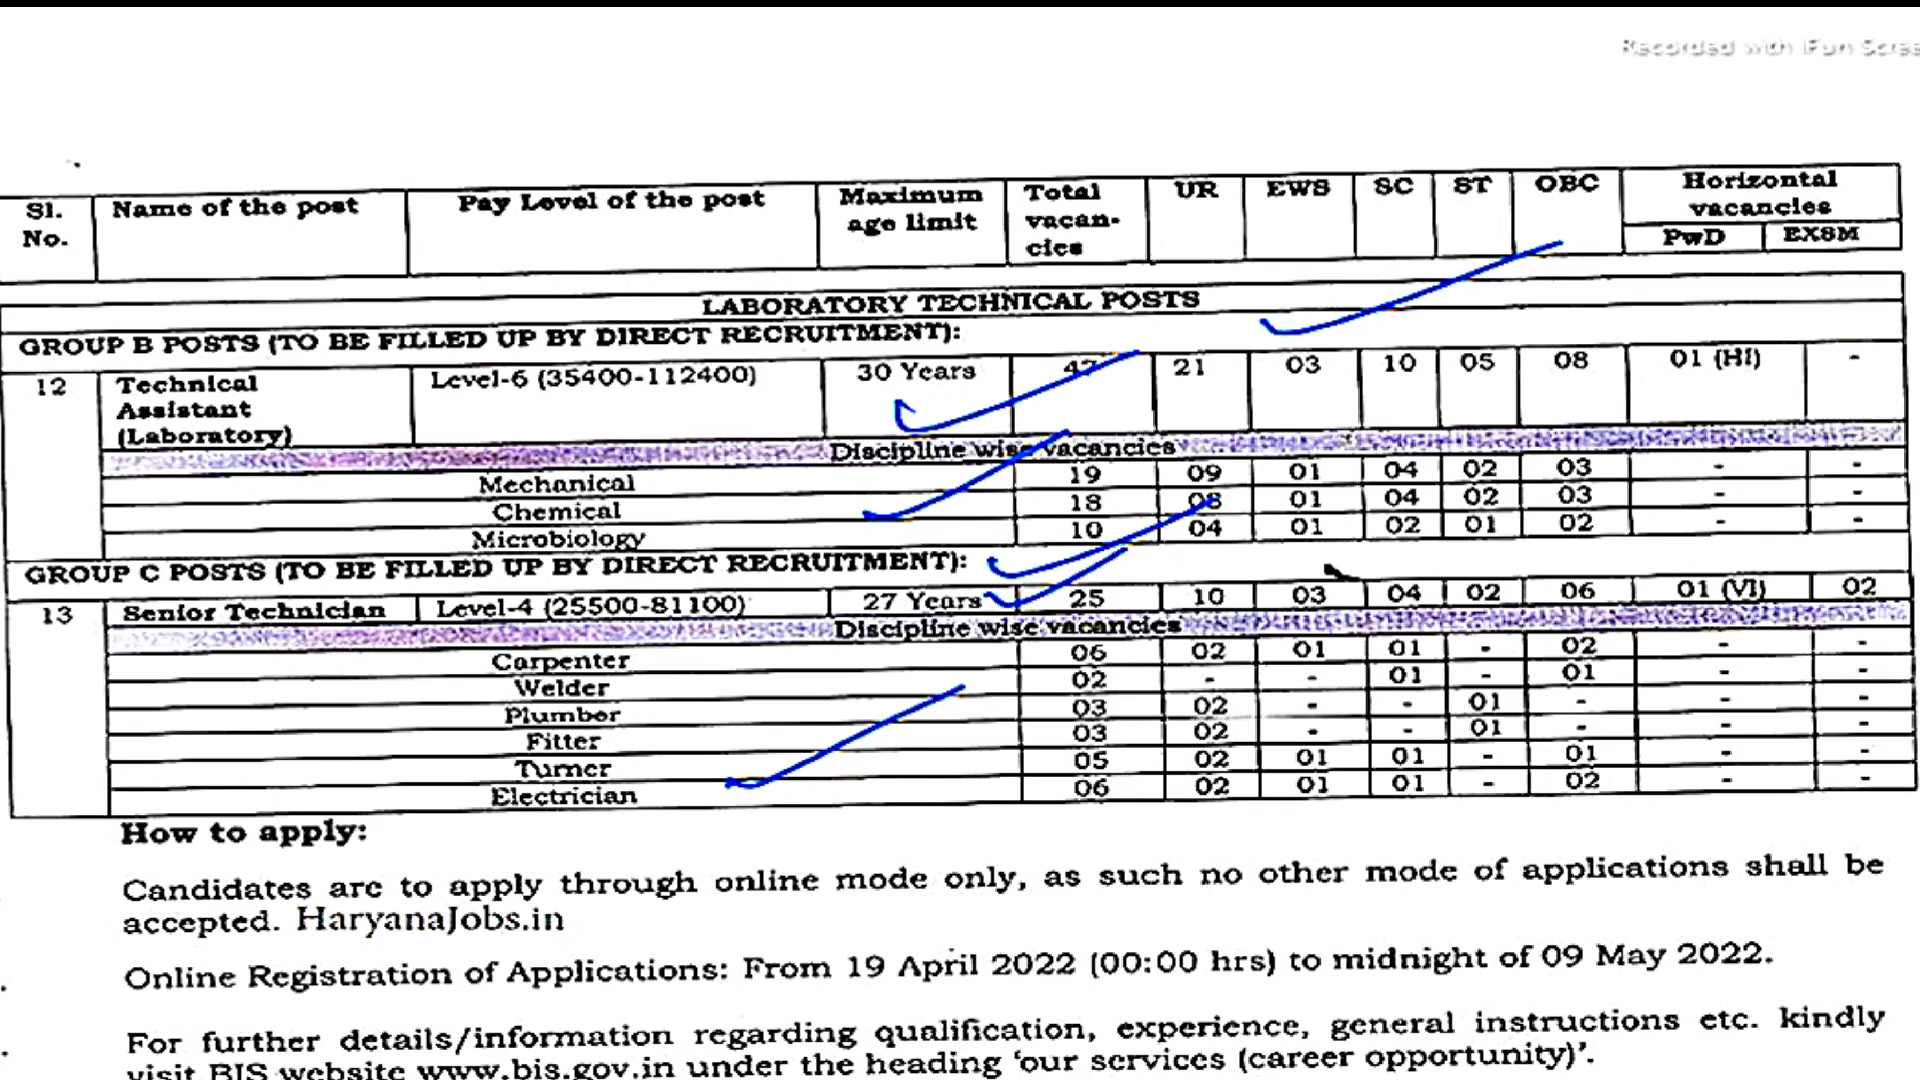 Recorded with iFun Scree
Sl. No. Name of the post Pay Level of the post Maximum age limit Total vacan-cies UR EWS SC ST OBC Horizontal vacancies
PwD EXSM
LABORATORY TECHNICAL POSTS
GROUP B POSTS (TO BE FILLED UP BY DIRECT RECRUITMENT):
12 Technical Assistant (Laboratory) Level-6 (35400-112400) 30 Years 47 21 03 10 05 08 01 (HI) -
Discipline wise vacancies
Mechanical 19 09 01 04 02 03 - -
Chemical 18 08 01 04 02 03 - -
Microbiology 10 04 01 02 01 02 - -
GROUP C POSTS (TO BE FILLED UP BY DIRECT RECRUITMENT):
13 Senior Technician Level-4 (25500-81100) 27 Years 25 10 03 04 02 06 01 (VI) 02
Discipline wise vacancies
Carpenter 06 02 01 01 - 02 - -
Welder 02 - - 01 - 01 - -
Plumber 03 02 - - 01 - - -
Fitter 03 02 - - 01 - - -
Turner 05 02 01 01 - 01 - -
Electrician 06 02 01 01 - 02 - -
How to apply:
Candidates are to apply through online mode only, as such no other mode of applications shall be
accepted. HaryanaJobs.in
Online Registration of Applications: From 19 April 2022 (00:00 hrs) to midnight of 09 May 2022.
For further details/information regarding qualification, experience, general instructions etc. kindly
visit BIS website www.bis.gov.in under the heading 'our services (career opportunity)'.